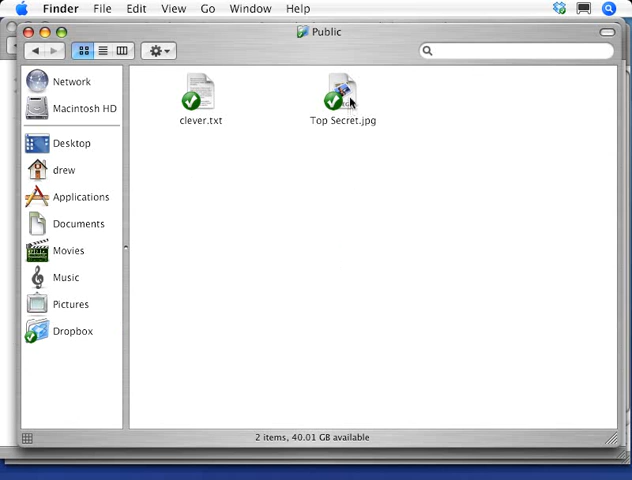 Finder File Edit View Go Window Help
Public
clever.txt Top Secret.jpg
Network
Macintosh HD
Desktop
drew
Applications
Documents
Movies
Music
Pictures
Dropbox
2 items, 40.01 GB available